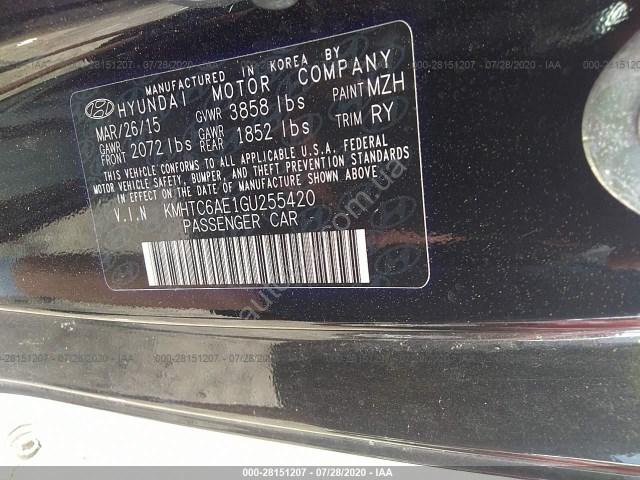 MANUFACTURED IN KOREA BY
HYUNDAI MOTOR COMPANY
MAR/26/15 GVWR 3858 lbs PAINT MZH
GAWR FRONT 2072 lbs GAWR REAR 1852 lbs TRIM RY
THIS VEHICLE CONFORMS TO ALL APPLICABLE U.S.A. FEDERAL
MOTOR VEHICLE SAFETY, BUMPER, AND THEFT PREVENTION STANDARDS
IN EFFECT ON THE DATE OF MANUFACTURE SHOWN ABOVE.
V.I.N KMHTC6AE1GU255420
PASSENGER CAR
000-28151207 / 07/28/2020 - IAA